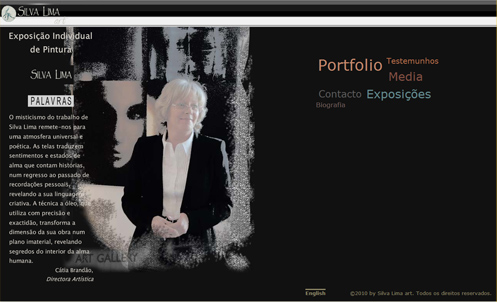 SILVA LIMA
Exposição Individual
de Pintura
SILVA LIMA
PALAVRAS
O misticismo do trabalho de
Silva Lima remete-nos para
uma atmosfera universal e
poética. As telas traduzem
sentimentos e estados de
alma que contam histórias,
num regresso ao passado de
recordações pessoais,
revelando a sua linguagem
criativa. A técnica a óleo, que
utiliza com precisão e
exactidão, transforma a
dimensão da sua obra num
plano imaterial, revelando
segredos do interior da alma
humana.
Cátia Brandão,
Directora Artística
ART GALLERY
Portfolio Testemunhos
Media
Contacto Exposições
Biografia
English
©2010 by Silva Lima art. Todos os direitos reservados.